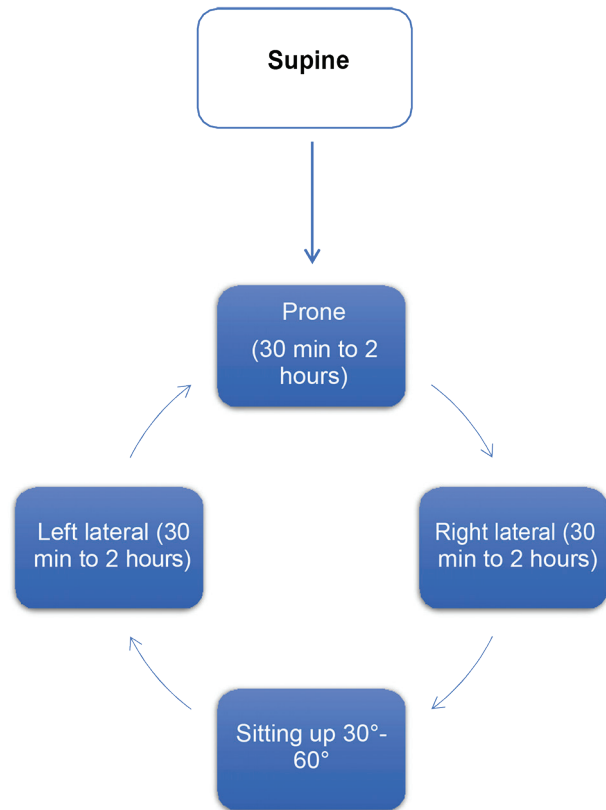 Supine
Prone
(30 min to 2
hours)
Right lateral (30
min to 2 hours)
Sitting up 30°-
60°
Left lateral (30
min to 2 hours)